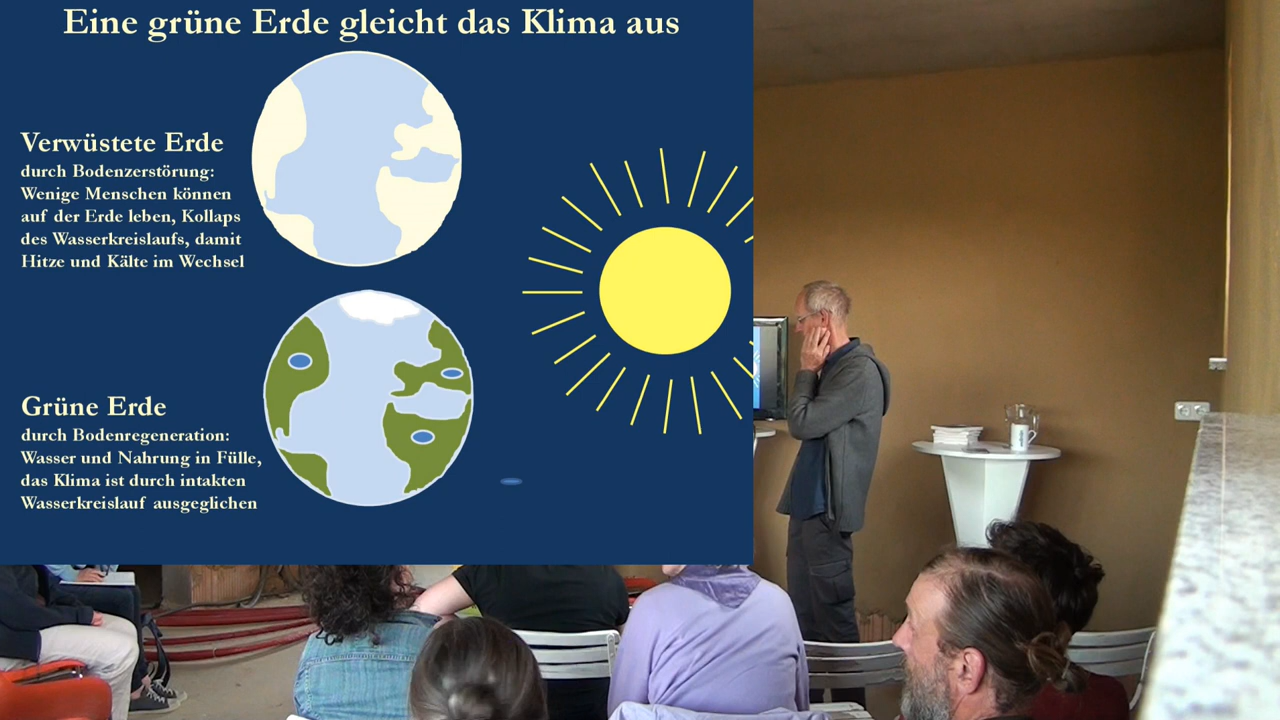 Eine grüne Erde gleicht das Klima aus
Verwüstete Erde
durch Bodenzerstörung:
Wenige Menschen können
auf der Erde leben, Kollaps
des Wasserkreislaufs, damit
Hitze und Kälte im Wechsel
Grüne Erde
durch Bodenregeneration:
Wasser und Nahrung in Fülle,
das Klima ist durch intakten
Wasserkreislauf ausgeglichen